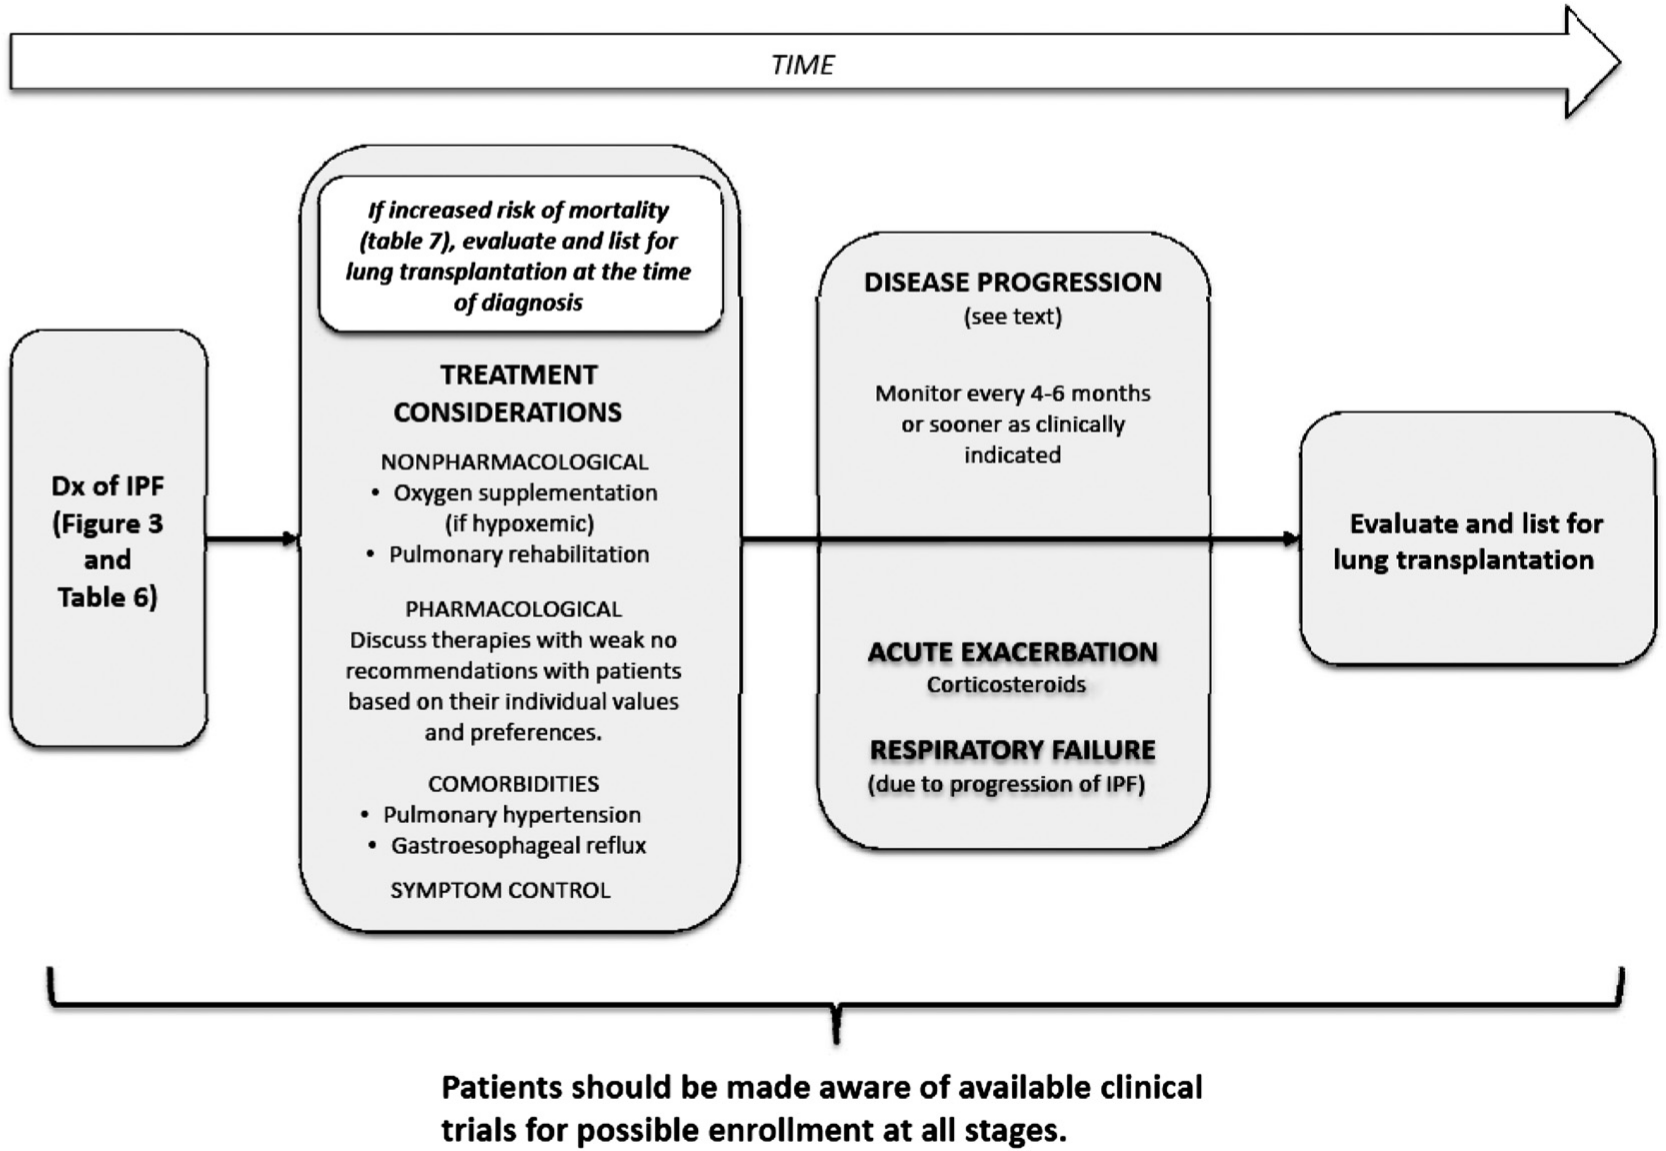 TIME
If increased risk of mortality
(table 7), evaluate and list for
lung transplantation at the time
of diagnosis
Dx of IPF
(Figure 3
and
Table 6)
TREATMENT
CONSIDERATIONS
NONPHARMACOLOGICAL
• Oxygen supplementation
(if hypoxemic)
• Pulmonary rehabilitation
PHARMACOLOGICAL
Discuss therapies with weak no
recommendations with patients
based on their individual values
and preferences.
COMORBIDITIES
• Pulmonary hypertension
• Gastroesophageal reflux
SYMPTOM CONTROL
DISEASE PROGRESSION
(see text)
Monitor every 4-6 months
or sooner as clinically
indicated
ACUTE EXACERBATION
Corticosteroids
RESPIRATORY FAILURE
(due to progression of IPF)
Evaluate and list for
lung transplantation
Patients should be made aware of available clinical
trials for possible enrollment at all stages.